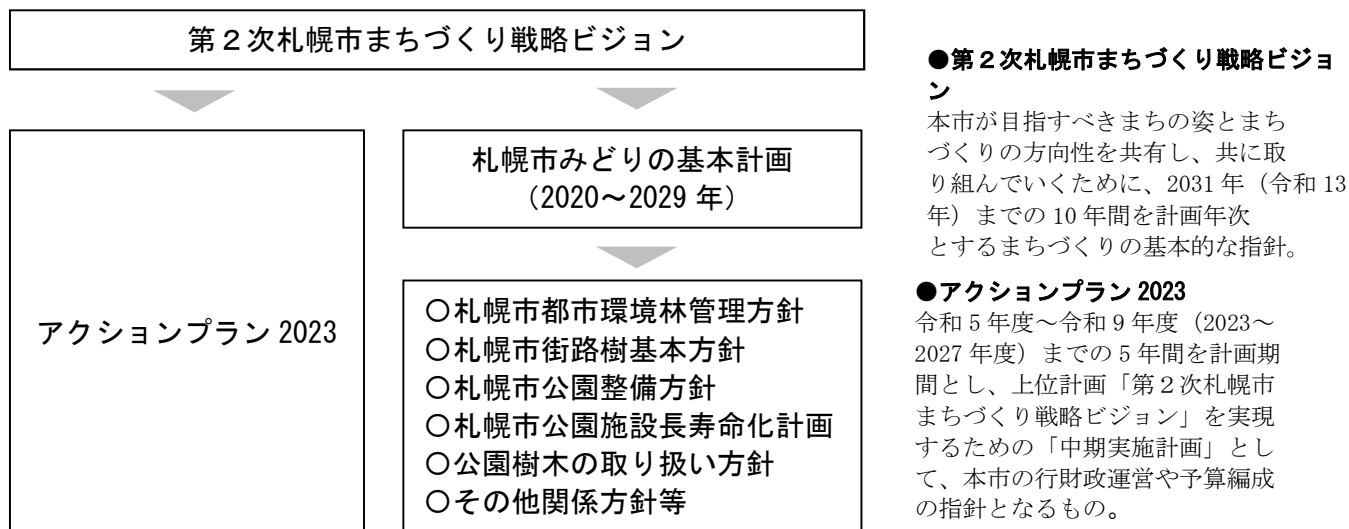 第２次札幌市まちづくり戦略ビジョン
アクションプラン 2023
札幌市みどりの基本計画
（2020～2029 年）
〇札幌市都市環境林管理方針
〇札幌市街路樹基本方針
〇札幌市公園整備方針
〇札幌市公園施設長寿命化計画
〇公園樹木の取り扱い方針
〇その他関係方針等
●第２次札幌市まちづくり戦略ビジョ
ン
本市が目指すべきまちの姿とまち
づくりの方向性を共有し、共に取
り組んでいくために、2031 年（令和 13
年）までの 10 年間を計画年次
とするまちづくりの基本的な指針。
●アクションプラン 2023
令和 5 年度～令和 9 年度（2023～
2027 年度）までの 5 年間を計画期
間とし、上位計画「第２次札幌市
まちづくり戦略ビジョン」を実現
するための「中期実施計画」とし
て、本市の行財政運営や予算編成
の指針となるもの。